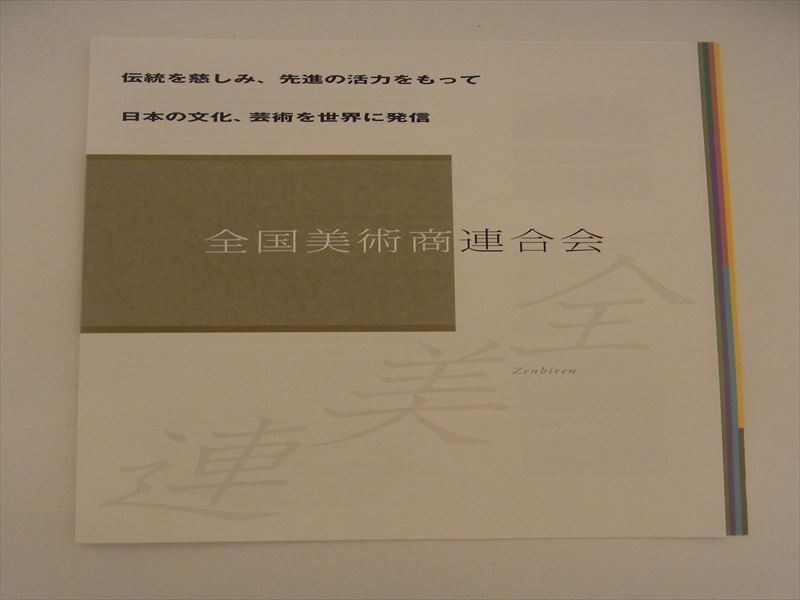 伝統を慈しみ、先進の活力をもって
日本の文化、芸術を世界に発信
全国美術商連合会
全
美
Zenbiren
連